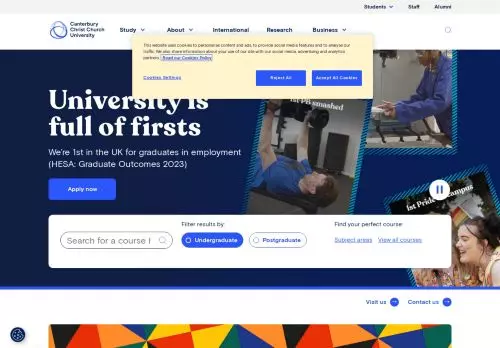 Students
Staff
Alumni
Canterbury
Christ Church
University
Study
About
International
Research
Business
This website uses cookies to personalise content and ads, to provide social media features and to analyse our
traffic. We also share information about your use of our site with our social media, advertising and analytics
partners. Read our Cookies Policy
Cookies Settings
Reject All
Accept All Cookies
1st PB smashed
University is
full of firsts
We're 1st in the UK for graduates in employment
(HESA: Graduate Outcomes 2023)
Apply now
1st Pride campus
Filter results by:
Find your perfect course:
Search for a course
Undergraduate
Postgraduate
Subject areas
View all courses
Visit us
Contact us